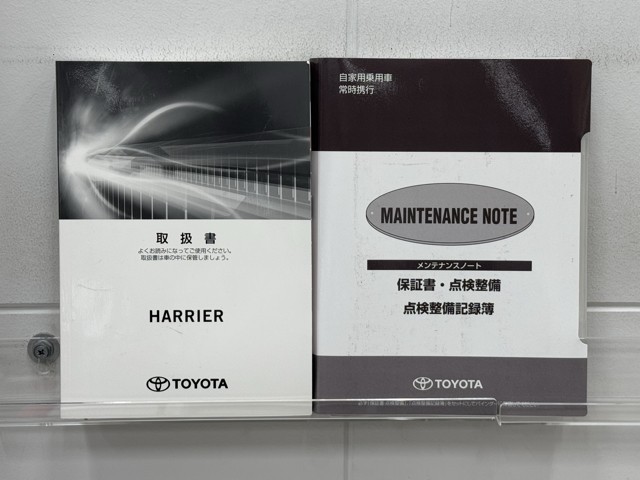 取扱書
よくお読みになってご使用ください。
取扱書は車の中に保管しましょう。
HARRIER
TOYOTA
自家用乗用車
常時携行
MAINTENANCE NOTE
メンテナンスノート
保証書・点検整備
点検整備記録簿
TOYOTA